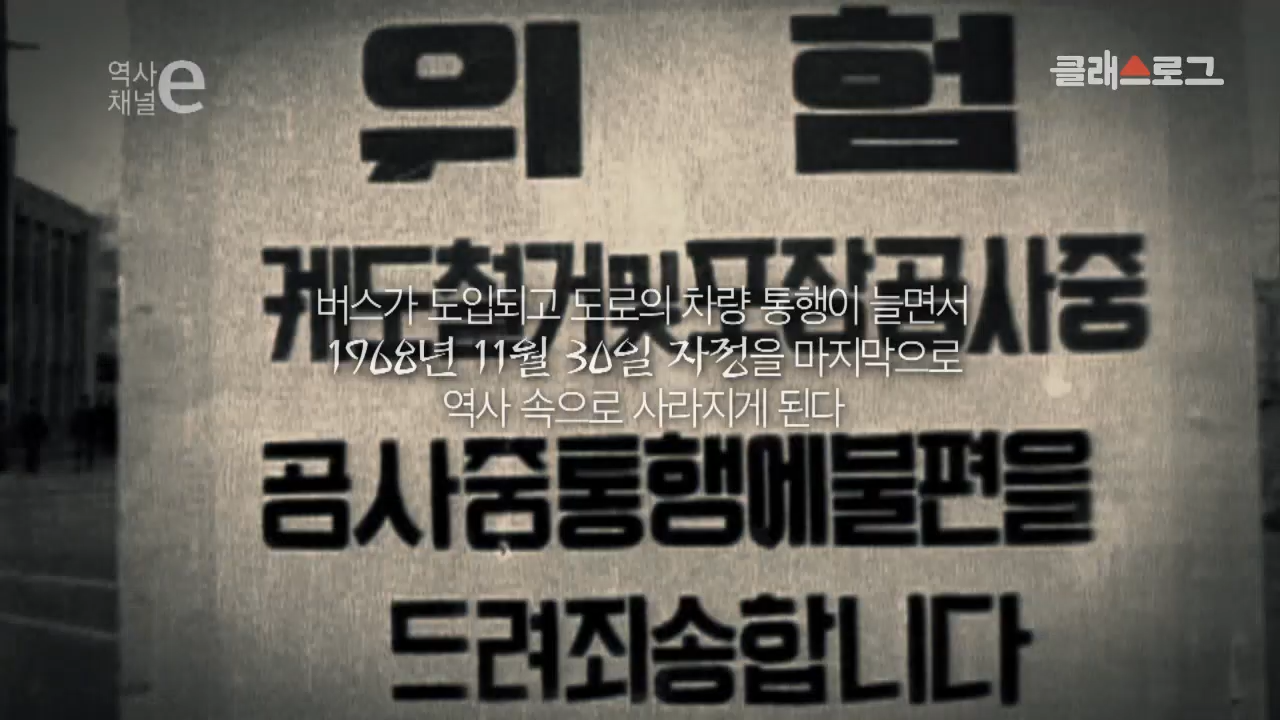 역사
채널e
클래스로그
위험
케도철거및포장공사중
버스가 도입되고 도로의 차량 통행이 늘면서
1968년 11월 30일 자정을 마지막으로
역사 속으로 사라지게 된다
공사중통행에불편을
드려죄송합니다